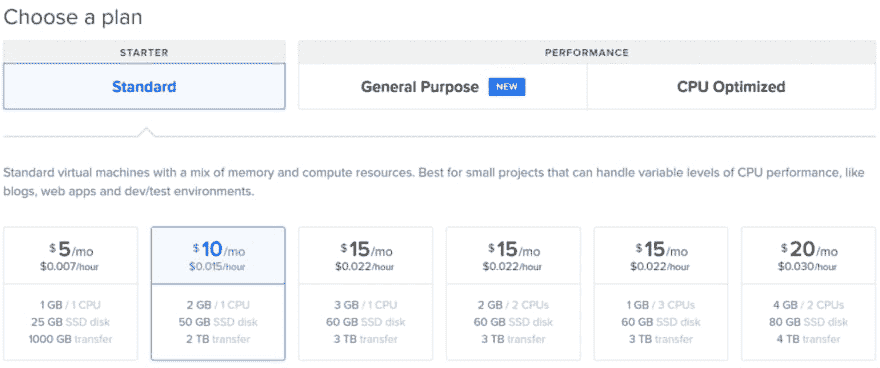 Choose a plan
STARTER
PERFORMANCE
Standard
General Purpose NEW
CPU Optimized
Standard virtual machines with a mix of memory and compute resources. Best for small projects that can handle variable levels of CPU performance, like
blogs, web apps and dev/test environments.
$5/mo
$0.007/hour
1 GB / 1 CPU
25 GB SSD disk
1000 GB transfer
$10/mo
$0.015/hour
2 GB / 1 CPU
50 GB SSD disk
2 TB transfer
$15/mo
$0.022/hour
3 GB / 1 CPU
60 GB SSD disk
3 TB transfer
$15/mo
$0.022/hour
2 GB / 2 CPUs
60 GB SSD disk
3 TB transfer
$15/mo
$0.022/hour
1 GB / 3 CPUs
60 GB SSD disk
3 TB transfer
$20/mo
$0.030/hour
4 GB / 2 CPUs
80 GB SSD disk
4 TB transfer